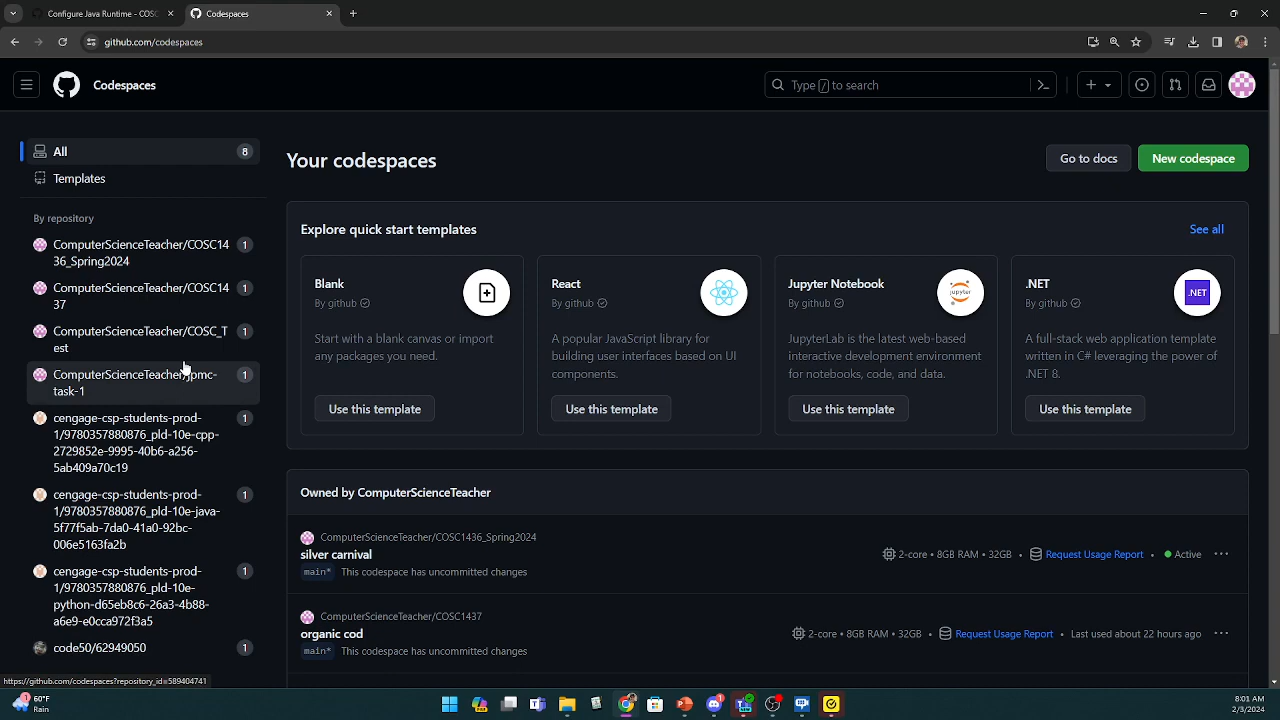 Configure Java Runtime - COSC
Codespaces
github.com/codespaces
Codespaces
Type / to search
All 8
Your codespaces
Go to docs
New codespace
Templates
By repository
ComputerScienceTeacher/COSC14
36_Spring2024
1
ComputerScienceTeacher/COSC14
37
1
ComputerScienceTeacher/COSC_T
est
1
task-1
1
cengage-csp-students-prod-
1/9780357880876_pld-10e-cpp-
2729852e-9995-40b6-a256-
5ab409a70c19
1
cengage-csp-students-prod-
1/9780357880876_pld-10e-java-
5f77f5ab-7da0-41a0-92bc-
006e5163fa2b
1
cengage-csp-students-prod-
1/9780357880876_pld-10e-
python-d65eb8c6-26a3-4b88-
a6e9-e0cca972f3a5
1
code50/62949050
1
Explore quick start templates
See all
Blank
By github
Start with a blank canvas or import
any packages you need.
Use this template
React
By github
A popular JavaScript library for
building user interfaces based on UI
components.
Use this template
Jupyter Notebook
By github
jupyter
JupyterLab is the latest web-based
interactive development environment
for notebooks, code, and data.
Use this template
.NET
By github
.NET
A full-stack web application template
written in C# leveraging the power of
.NET 8.
Use this template
Owned by ComputerScienceTeacher
ComputerScienceTeacher/COSC1436_Spring2024
silver carnival
main* This codespace has uncommitted changes
2-core • 8GB RAM • 32GB • Request Usage Report • Active
ComputerScienceTeacher/COSC1437
organic cod
main* This codespace has uncommitted changes
2-core • 8GB RAM • 32GB • Request Usage Report • Last used about 22 hours ago
https://github.com/codespaces?repository_id=589404741
60°F
Rain
8:01 AM
2/3/2024